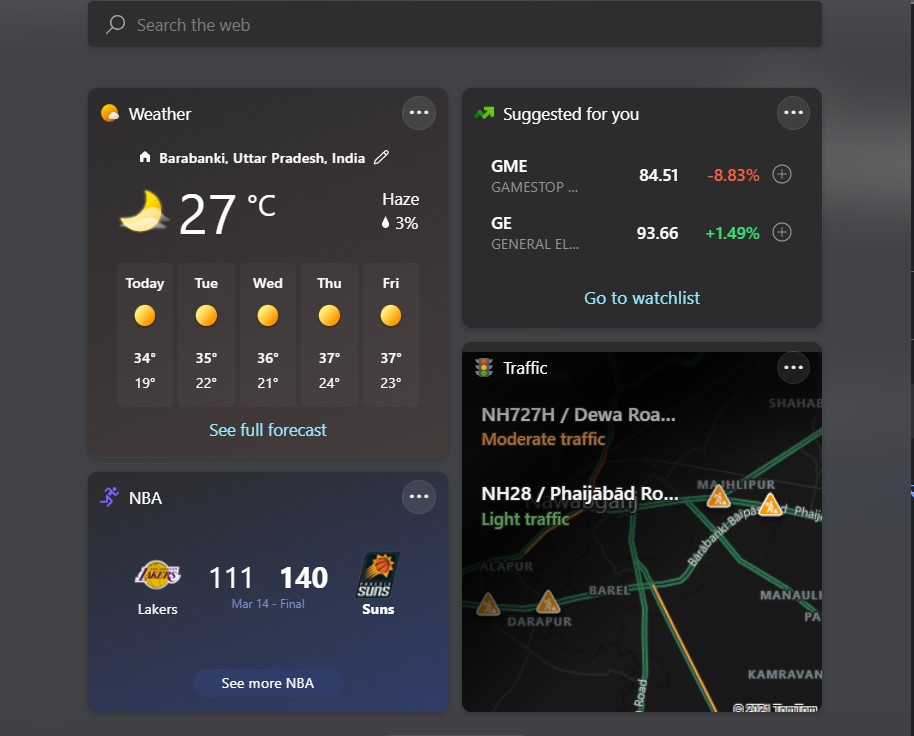 Search the web
Weather
Barabanki, Uttar Pradesh, India
27 °C
Haze
3%
Today Tue Wed Thu Fri
34° 35° 36° 37° 37°
19° 22° 21° 24° 23°
See full forecast
Suggested for you
GME 84.51 -8.83%
GAMESTOP ...
GE 93.66 +1.49%
GENERAL EL...
Go to watchlist
NBA
LAKERS
111 140
PHOENIX
SUNS
Mar 14 - Final
Lakers
Suns
See more NBA
Traffic
SHAHAB
NH727H / Dewa Roa...
Moderate traffic
MAJHLIPUR
NH28 / Phaijābād Ro...
Nawabganj
Light traffic
Bārābanki Bāipās
d Phaij
ALAPUR
BAREL
MANAULI
DARAPUR
PA
KAMRAVAN
Road
© 2021 TomTom